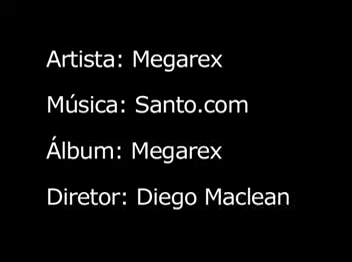 Artista: Megarex
Música: Santo.com
Álbum: Megarex
Diretor: Diego Maclean